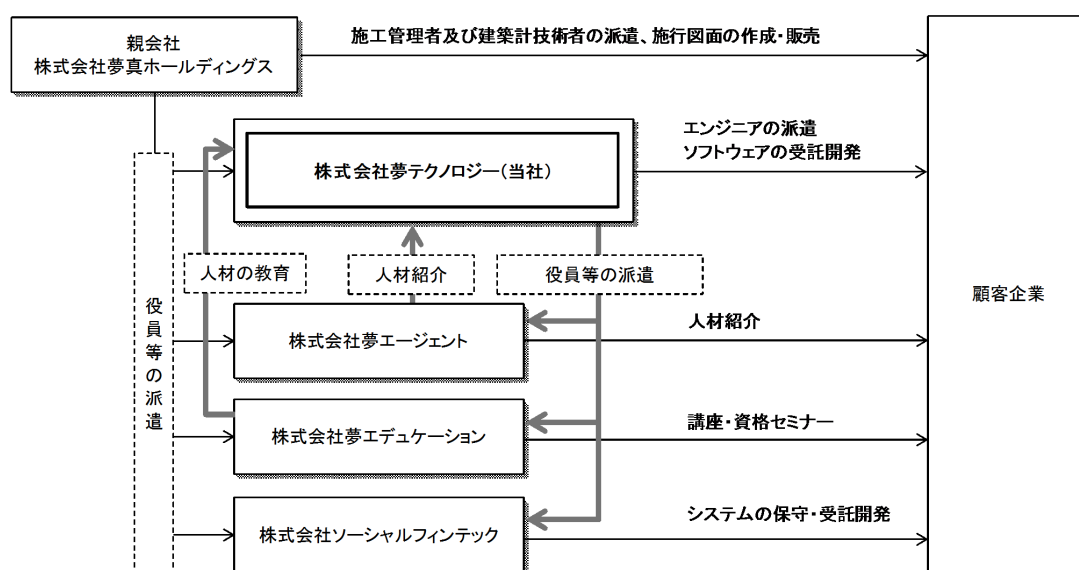 親会社
株式会社夢真ホールディングス
施工管理者及び建築計技術者の派遣、施行図面の作成・販売
株式会社夢テクノロジー(当社)
エンジニアの派遣
ソフトウェアの受託開発
人材の教育
人材紹介
役員等の派遣
役員等の派遣
顧客企業
株式会社夢エージェント
人材紹介
株式会社夢エデュケーション
講座・資格セミナー
株式会社ソーシャルフィンテック
システムの保守・受託開発